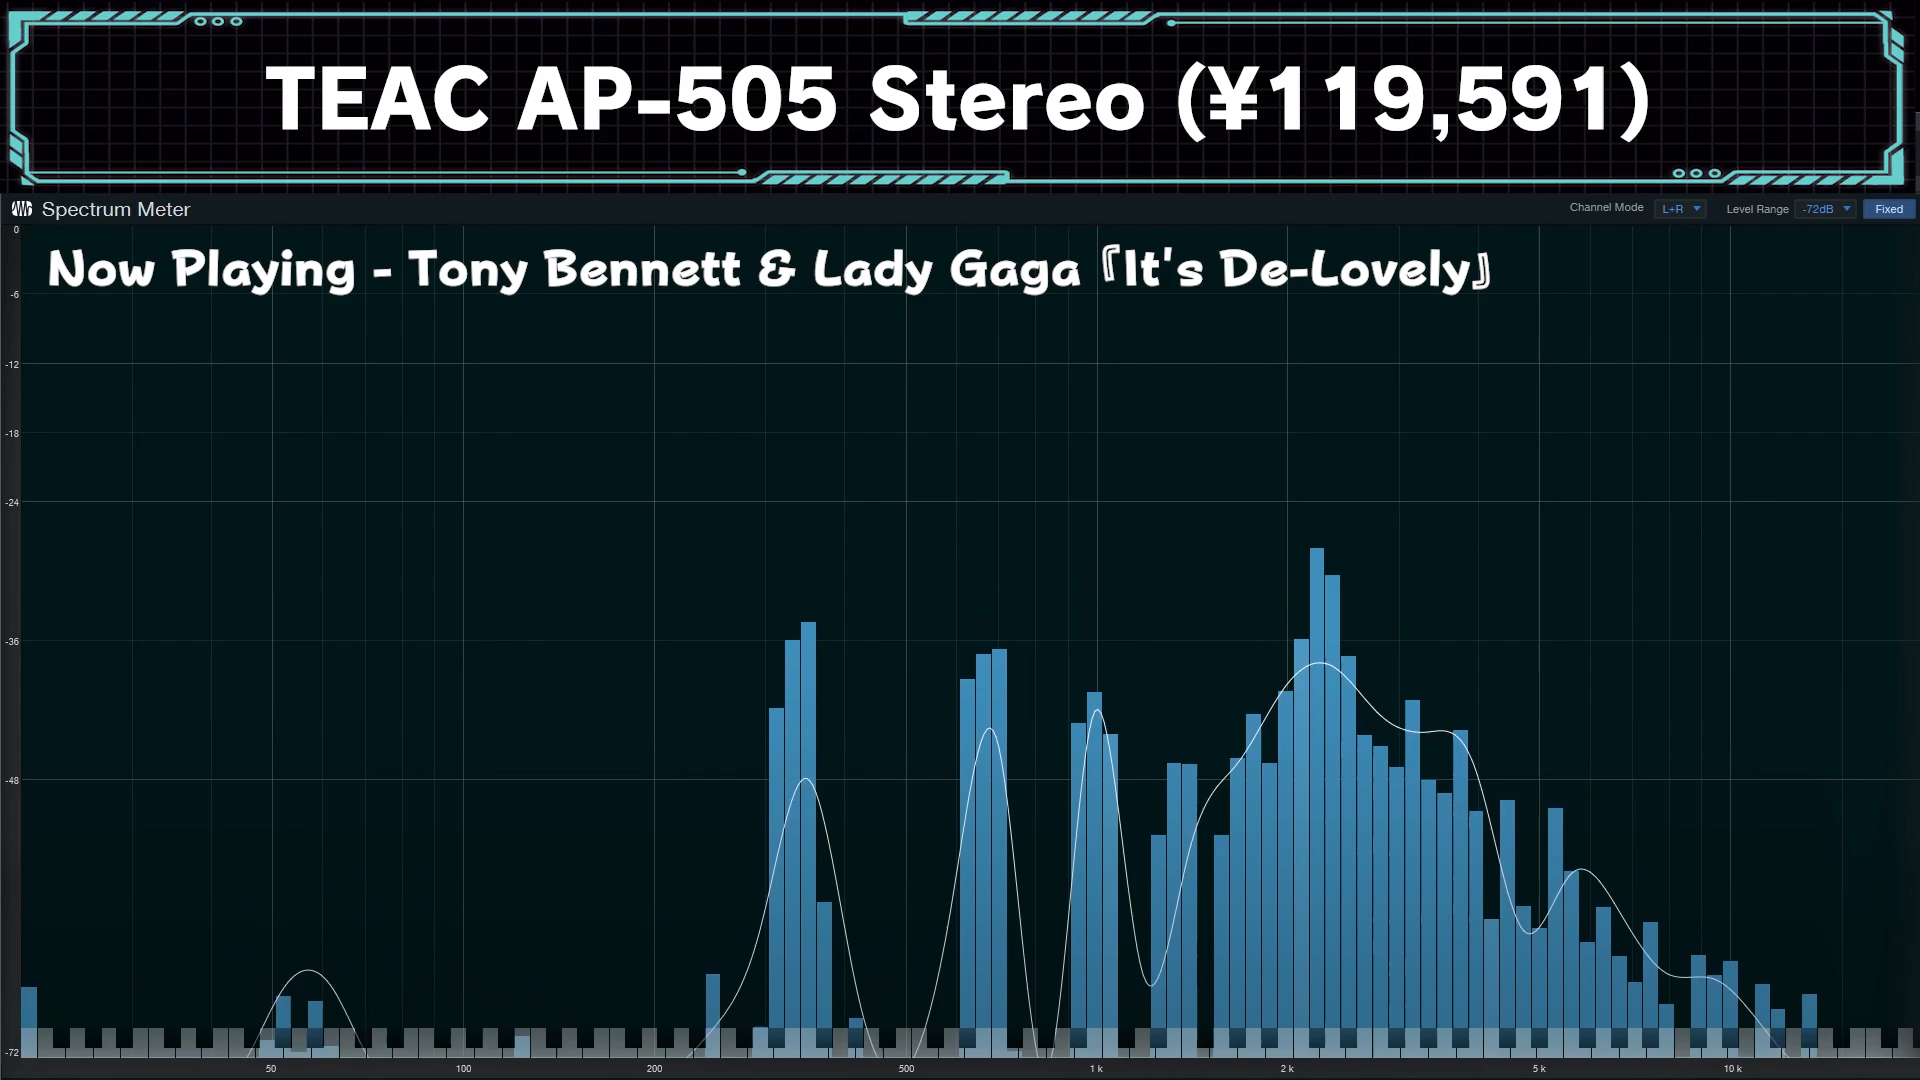 TEAC AP-505 Stereo (¥119,591)
Spectrum Meter
Channel Mode L+R Level Range -72dB Fixed
Now Playing - Tony Bennett & Lady Gaga『It's De-Lovely』
0
-6
-12
-18
-24
-36
-48
-72
50 100 200 500 1 k 2 k 5 k 10 k